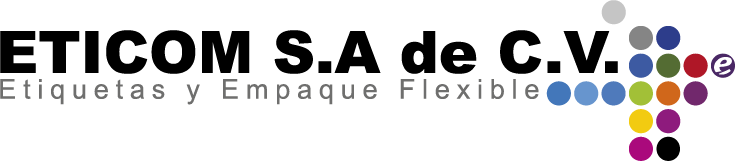 ETICOM S.A de C.V.
e
Etiquetas y Empaque Flexible